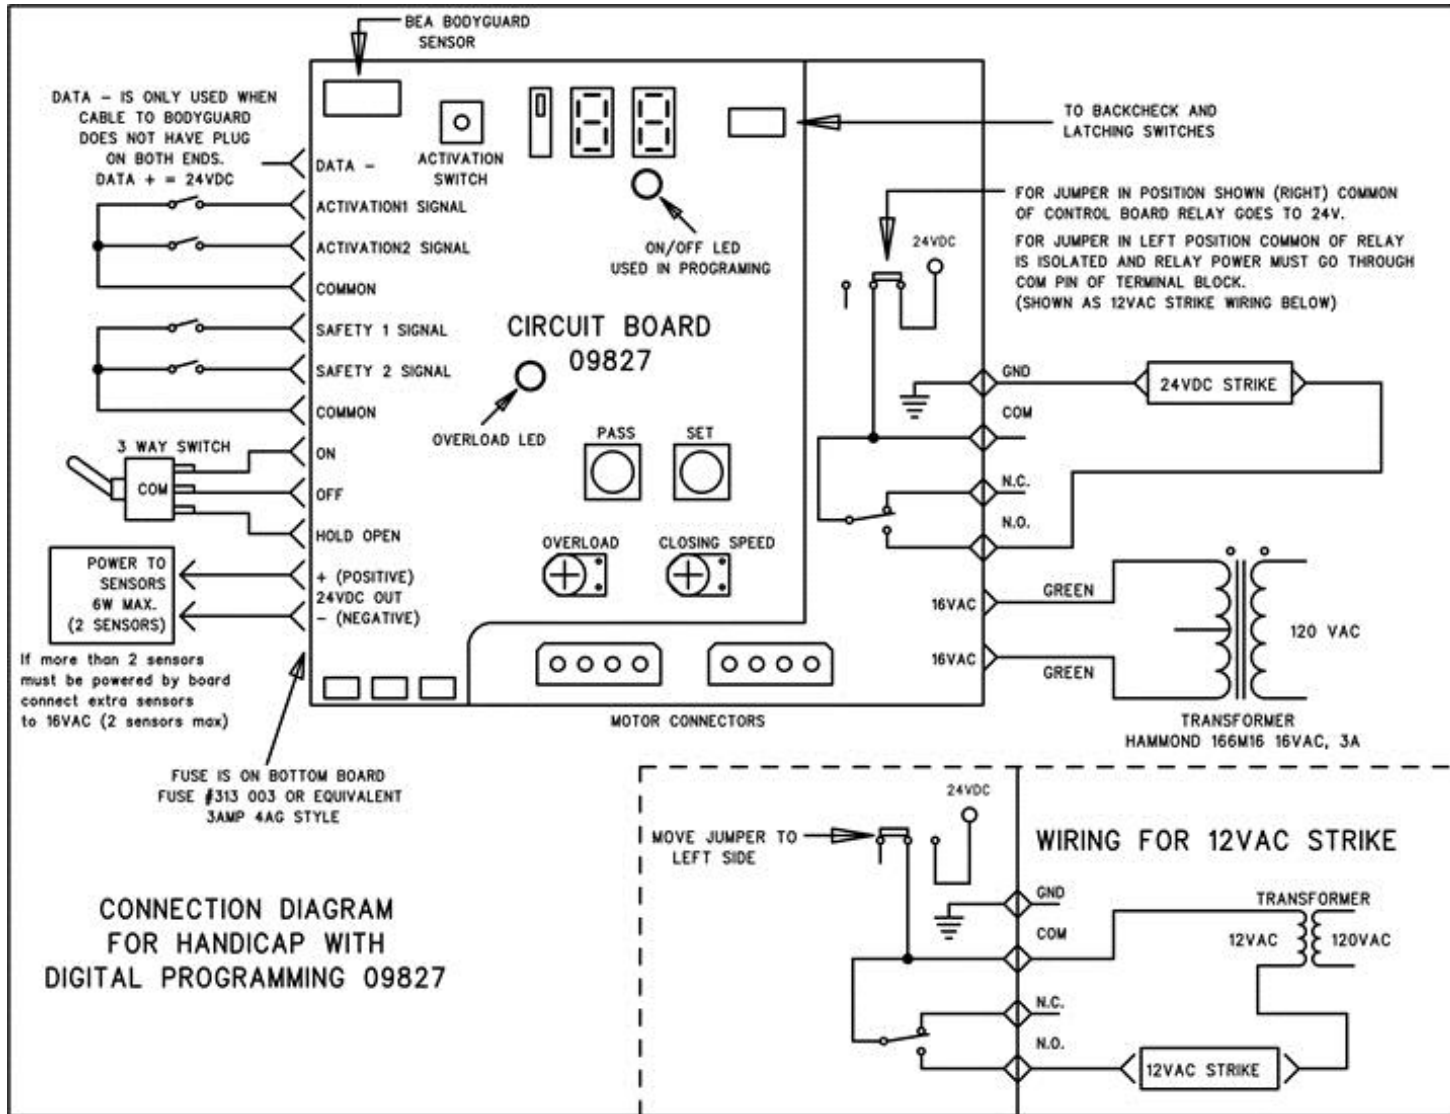 BEA BODYGUARD
SENSOR
DATA - IS ONLY USED WHEN
CABLE TO BODYGUARD
DOES NOT HAVE PLUG
ON BOTH ENDS.
DATA + = 24VDC
DATA -
ACTIVATION1 SIGNAL
ACTIVATION2 SIGNAL
COMMON
SAFETY 1 SIGNAL
SAFETY 2 SIGNAL
COMMON
3 WAY SWITCH
COM
ON
OFF
HOLD OPEN
POWER TO
SENSORS
6W MAX.
(2 SENSORS)
+ (POSITIVE)
24VDC OUT
- (NEGATIVE)
If more than 2 sensors
must be powered by board
connect extra sensors
to 16VAC (2 sensors max)
FUSE IS ON BOTTOM BOARD
FUSE #313 003 OR EQUIVALENT
3AMP 4AG STYLE
ACTIVATION
SWITCH
ON/OFF LED
USED IN PROGRAMING
CIRCUIT BOARD
09827
OVERLOAD LED
PASS
SET
OVERLOAD
CLOSING SPEED
MOTOR CONNECTORS
TO BACKCHECK AND
LATCHING SWITCHES
FOR JUMPER IN POSITION SHOWN (RIGHT) COMMON
OF CONTROL BOARD RELAY GOES TO 24V.
FOR JUMPER IN LEFT POSITION COMMON OF RELAY
IS ISOLATED AND RELAY POWER MUST GO THROUGH
COM PIN OF TERMINAL BLOCK.
(SHOWN AS 12VAC STRIKE WIRING BELOW)
24VDC
GND
COM
N.C.
N.O.
24VDC STRIKE
16VAC
16VAC
GREEN
GREEN
120 VAC
TRANSFORMER
HAMMOND 166M16 16VAC, 3A
CONNECTION DIAGRAM
FOR HANDICAP WITH
DIGITAL PROGRAMMING 09827
24VDC
MOVE JUMPER TO
LEFT SIDE
WIRING FOR 12VAC STRIKE
GND
COM
N.C.
N.O.
TRANSFORMER
12VAC
120VAC
12VAC STRIKE